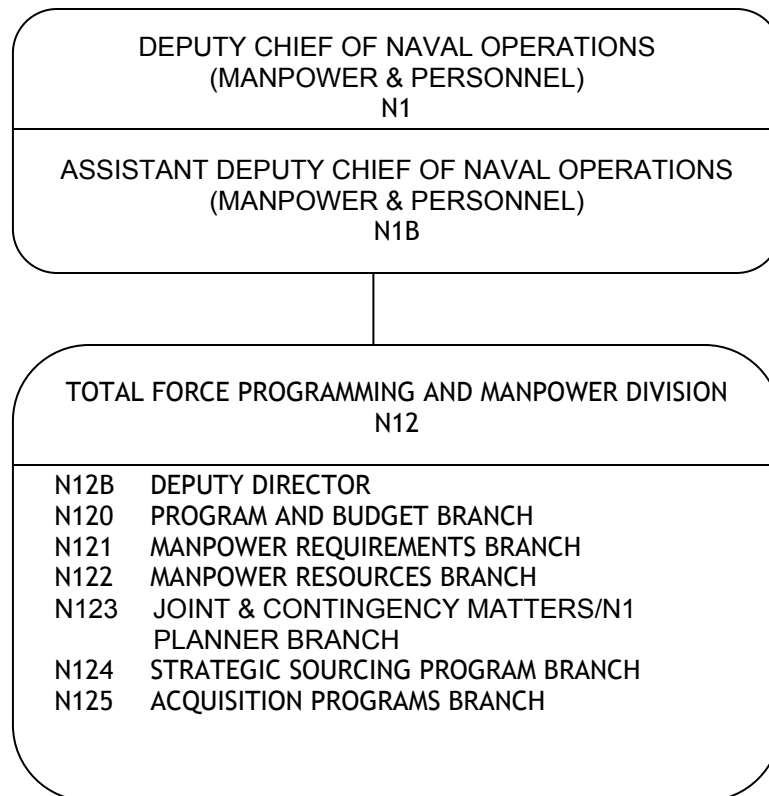 DEPUTY CHIEF OF NAVAL OPERATIONS
(MANPOWER & PERSONNEL)
N1
ASSISTANT DEPUTY CHIEF OF NAVAL OPERATIONS
(MANPOWER & PERSONNEL)
N1B
TOTAL FORCE PROGRAMMING AND MANPOWER DIVISION
N12
N12B DEPUTY DIRECTOR
N120 PROGRAM AND BUDGET BRANCH
N121 MANPOWER REQUIREMENTS BRANCH
N122 MANPOWER RESOURCES BRANCH
N123 JOINT & CONTINGENCY MATTERS/N1
PLANNER BRANCH
N124 STRATEGIC SOURCING PROGRAM BRANCH
N125 ACQUISITION PROGRAMS BRANCH